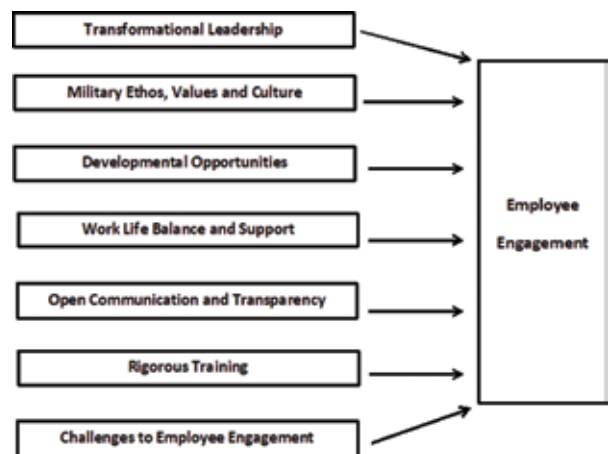 Transformational Leadership
Military Ethos, Values and Culture
Developmental Opportunities
Work Life Balance and Support
Open Communication and Transparency
Rigorous Training
Challenges to Employee Engagement
Employee
Engagement